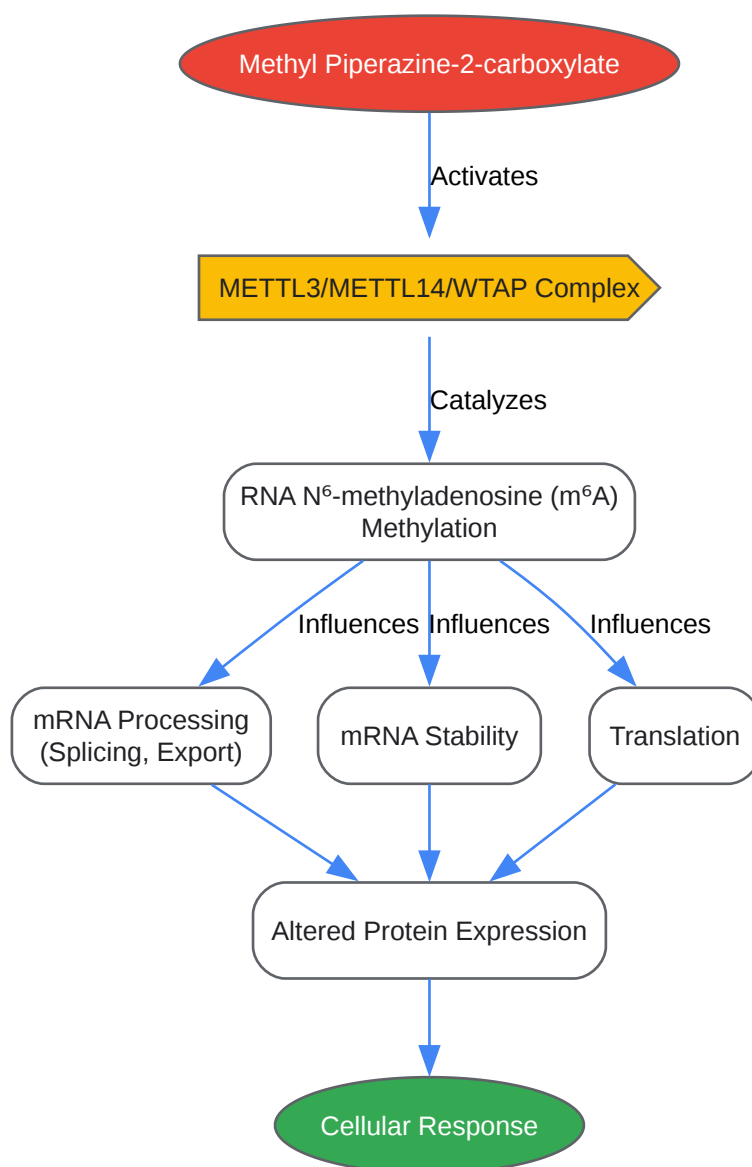 Methyl Piperazine-2-carboxylate
Activates
METTL3/METTL14/WTAP Complex
Catalyzes
RNA N⁶-methyladenosine (m⁶A)
Methylation
Influences
Influences
Influences
mRNA Processing
(Splicing, Export)
mRNA Stability
Translation
Altered Protein Expression
Cellular Response